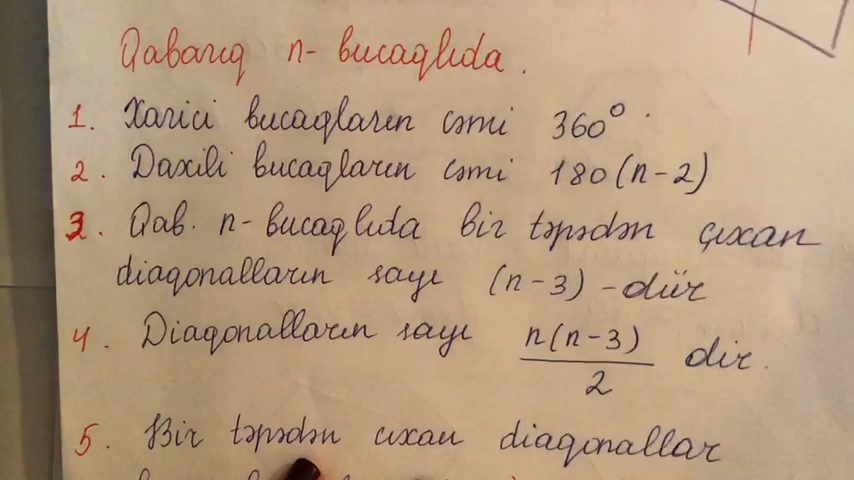 Qabarıq n- bucaqlıda.
1. Xarici bucaqların cəmi 360°.
2. Daxili bucaqların cəmi 180(n-2)
3. Qab. n-bucaqlıda bir təpədən çıxan
diaqonalların sayı (n-3)-dür
4. Diaqonalların sayı n(n-3)/2 dir.
5. Bir təpədən çıxan diaqonallar